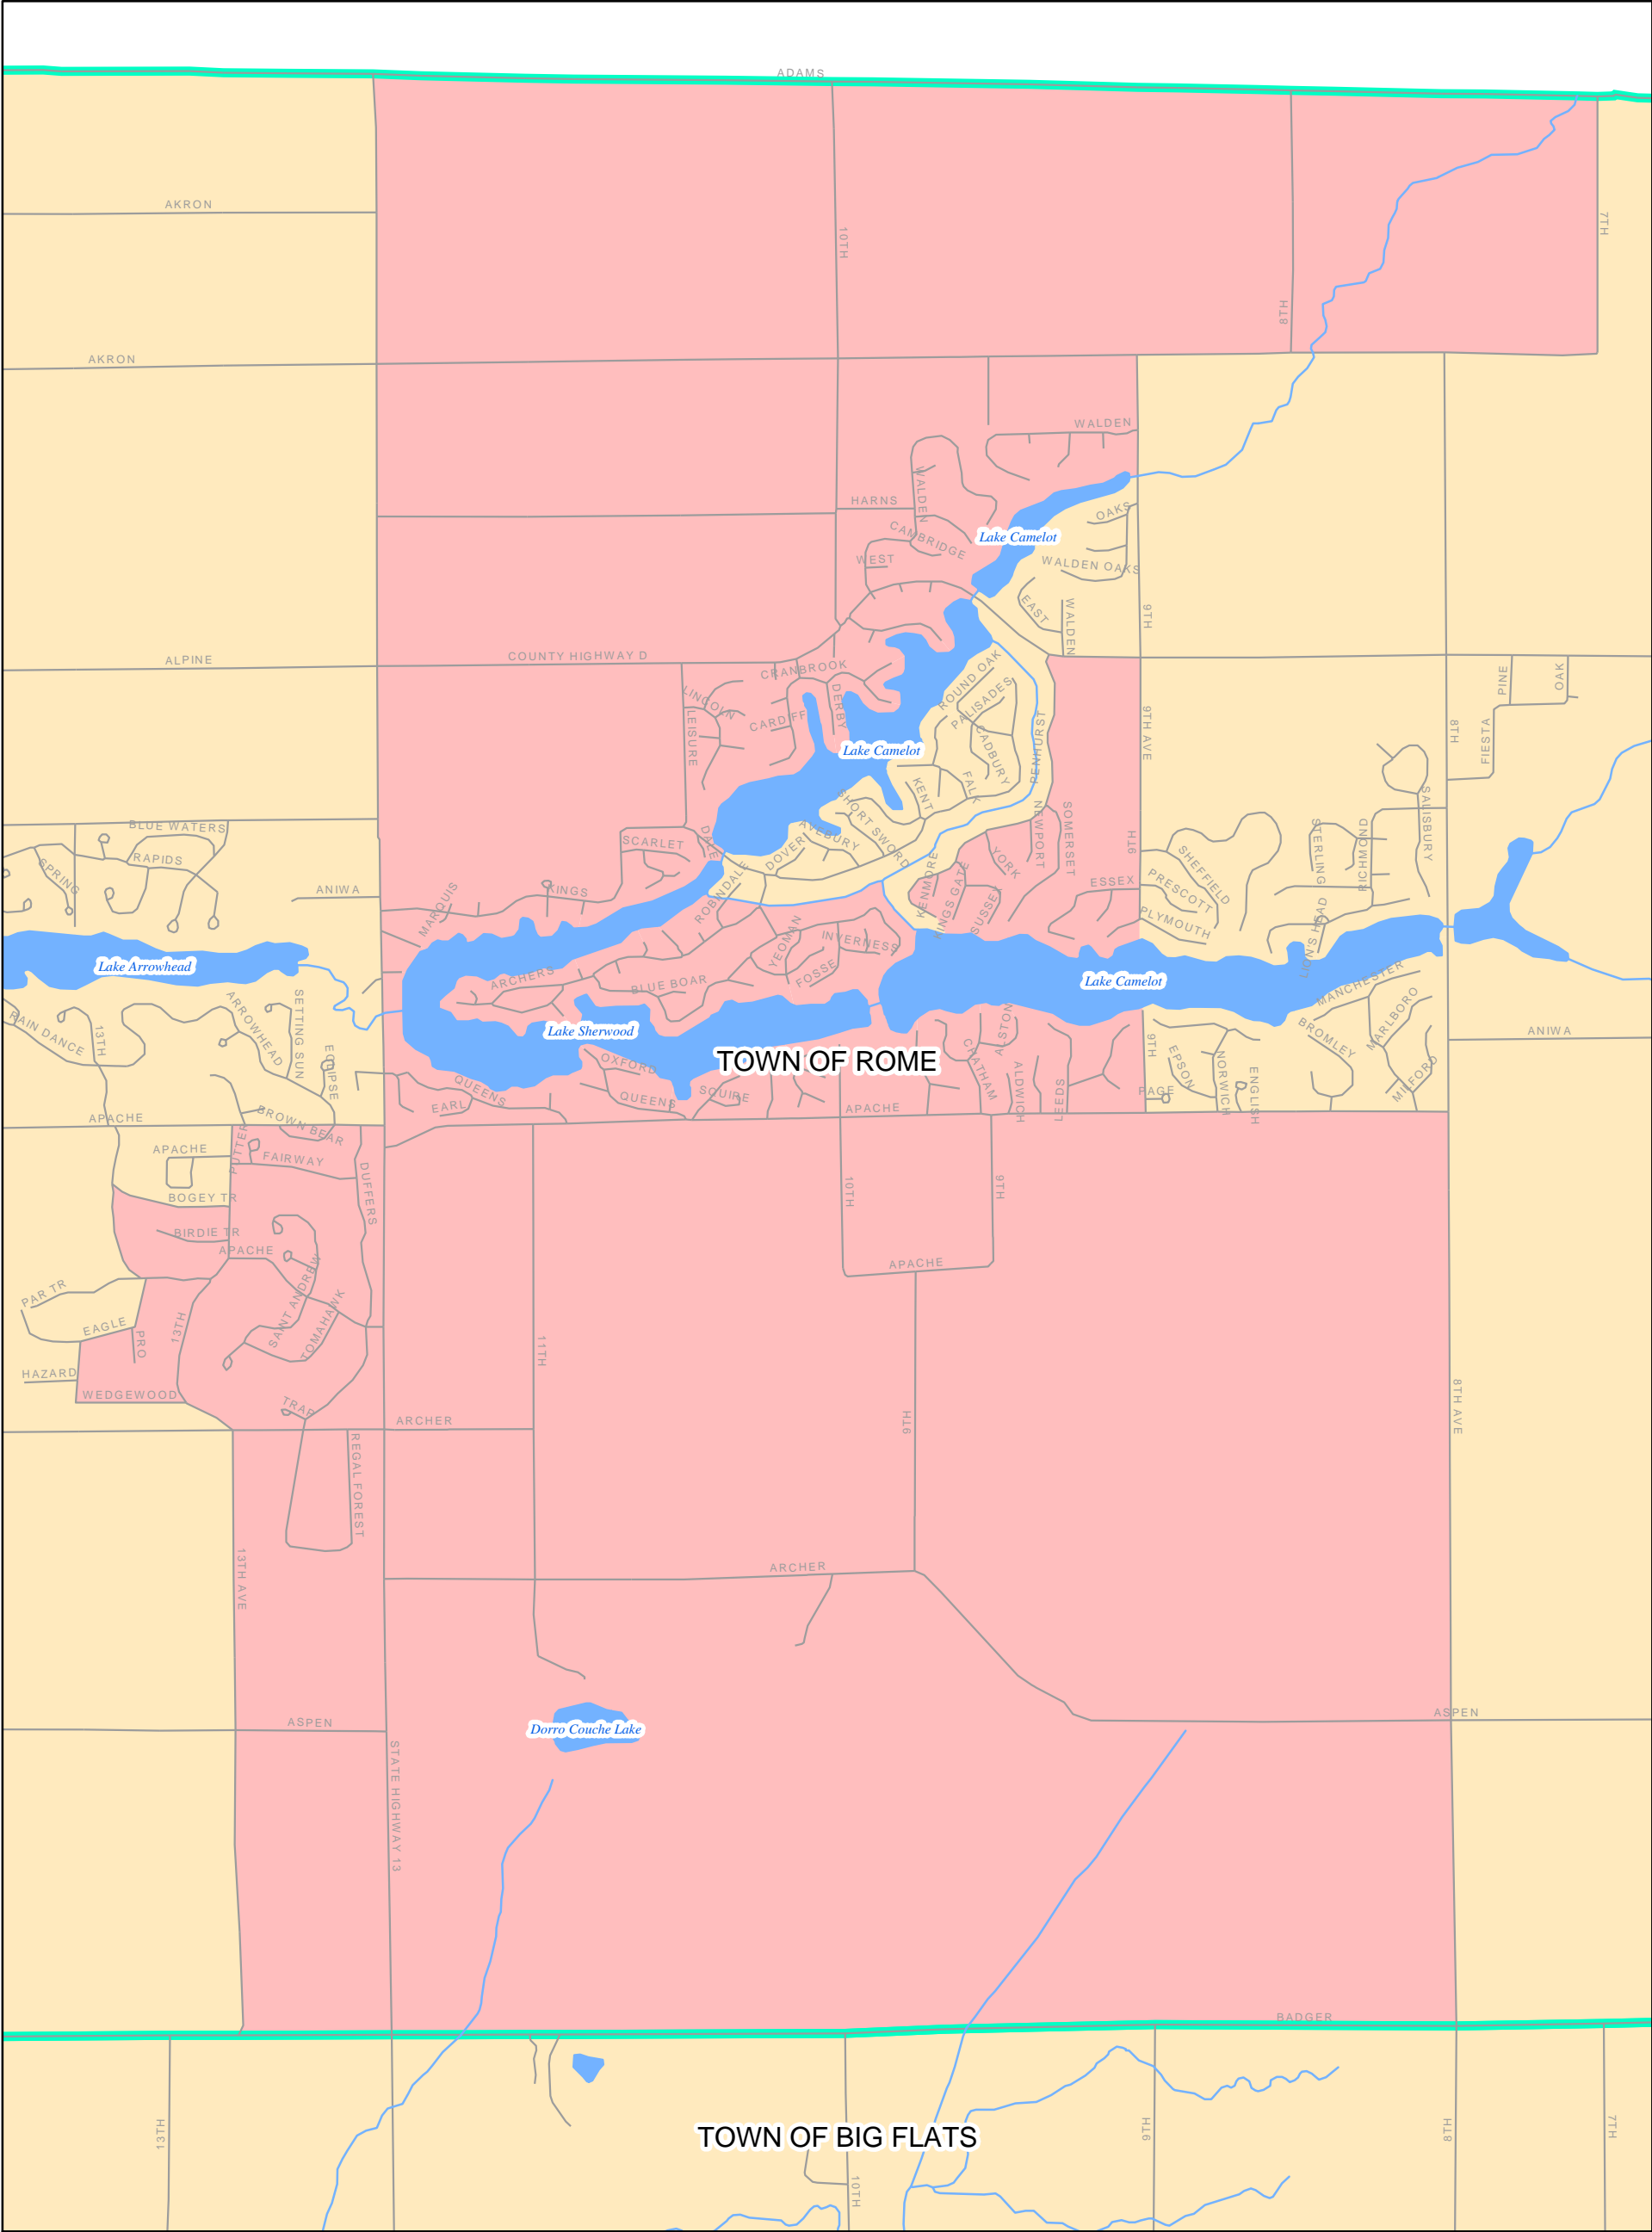 ADAMS
AKRON
10TH
7TH
8TH
AKRON
WALDEN
WALDEN
HARNS
OAKS
CAMBRIDGE
Lake Camelot
WEST
WALDEN OAKS
EAST
WALDEN
9TH
ALPINE
COUNTY HIGHWAY D
CRANBROOK
ROUND OAK
PINE
OAK
LINCOLN
LEISURE
CARDIFF
DERBY
PALISADES
PENHURST
9TH AVE
8TH
FIESTA
Lake Camelot
CADBURY
FALK
KENT
SHORT SWORD
NEWPORT
SOMERSET
9TH
SALISBURY
BLUE WATERS
SCARLET
DALE
AVEBURY
DOVER
STERLING
RICHMOND
RAPIDS
SPRING
ANIWA
KINGS
MARQUIS
ROBINDALE
KENMORE
KINGS GATE
YORK
SUSSEX
ESSEX
SHEFFIELD
PRESCOTT
PLYMOUTH
LION'S HEAD
YEOMAN
INVERNESS
FOSSE
Lake Arrowhead
ARCHERS
BLUE BOAR
Lake Camelot
MANCHESTER
RAIN DANCE
13TH
ARROWHEAD
SETTING SUN
ECLIPSE
Lake Sherwood
ALSTON
BROMLEY
MARLBORO
ANIWA
TOWN OF ROME
OXFORD
QUEENS
EARL
QUEENS
SQUIRE
CHATHAM
ALDWICH
LEEDS
9TH
EPSON
NORWICH
PAGE
ENGLISH
MILFORD
APACHE
BROWN BEAR
APACHE
APACHE
PUTTER
FAIRWAY
DUFFERS
BOGEY TR
10TH
9TH
BIRDIE TR
APACHE
APACHE
PAR TR
SAINT ANDREW
EAGLE
PRO
13TH
TOMAHAWK
11TH
HAZARD
WEDGEWOOD
TRAP
ARCHER
9TH
8TH AVE
REGAL FOREST
13TH AVE
ARCHER
ASPEN
ASPEN
Dorro Couche Lake
STATE HIGHWAY 13
BADGER
13TH
TOWN OF BIG FLATS
9TH
8TH
7TH
10TH